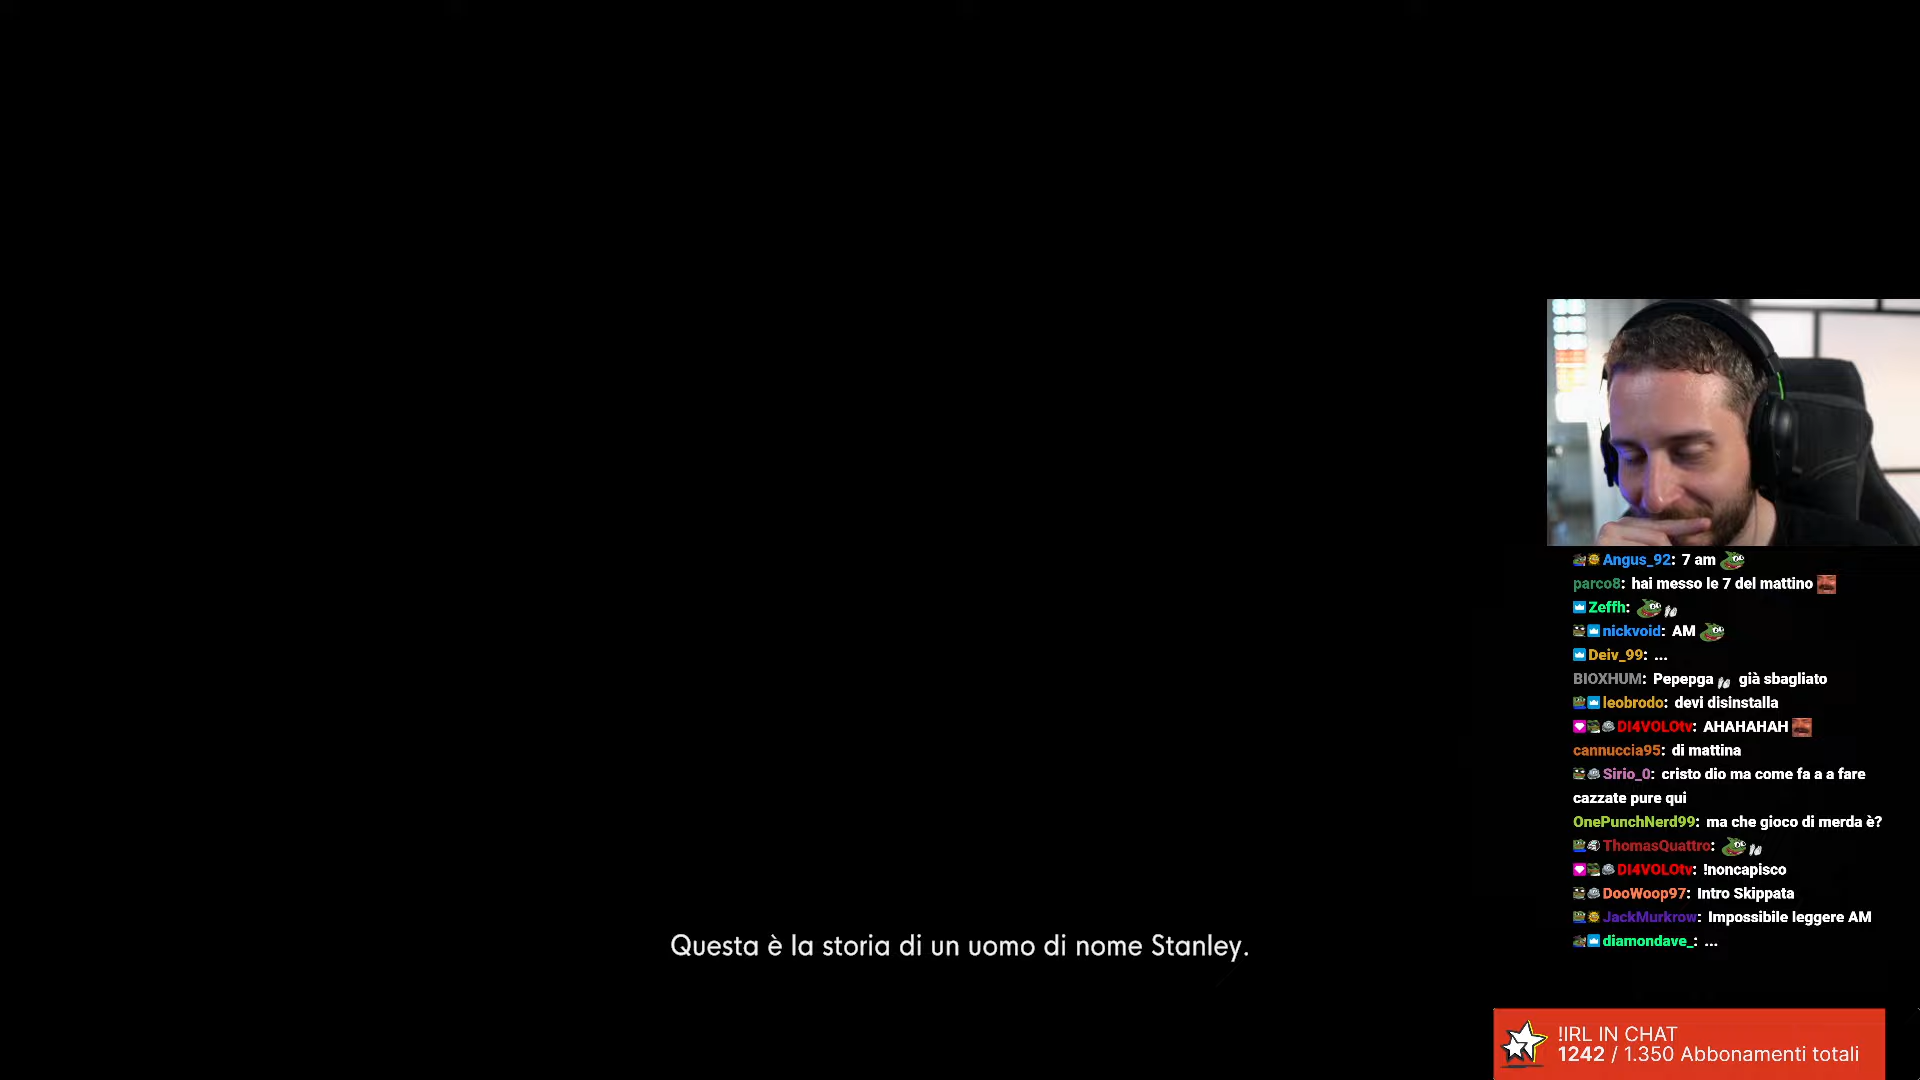 Angus_92: 7 am
parco8: hai messo le 7 del mattino
Zeffh:
nickvoid: AM
Deiv_99: ...
BIOXHUM: Pepepga già sbagliato
leobrodo: devi disinstalla
DI4VOLOtv: AHAHAHAH
cannuccia95: di mattina
Sirio_0: cristo dio ma come fa a a fare
cazzate pure qui
OnePunchNerd99: ma che gioco di merda è?
ThomasQuattro:
DI4VOLOtv: !noncapisco
DooWoop97: Intro Skippata
JackMurkrow: Impossibile leggere AM
diamondave_: ...
Questa è la storia di un uomo di nome Stanley.
!IRL IN CHAT
1242 / 1.350 Abbonamenti totali